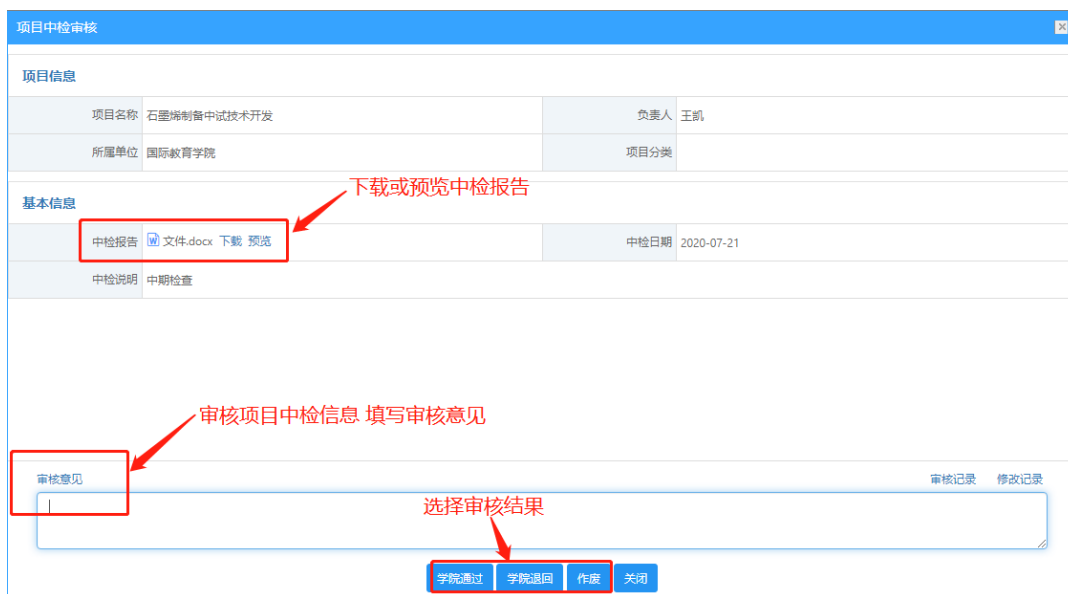 项目中检审核
项目信息
项目名称 石墨烯制备中试技术开发 负责人 王凯
所属单位 国际教育学院 项目分类
下载或预览中检报告
基本信息
中检报告 文件.docx 下载 预览 中检日期 2020-07-21
中检说明 中期检查
审核项目中检信息 填写审核意见
审核意见 审核记录 修改记录
选择审核结果
学院通过 学院退回 作废 关闭